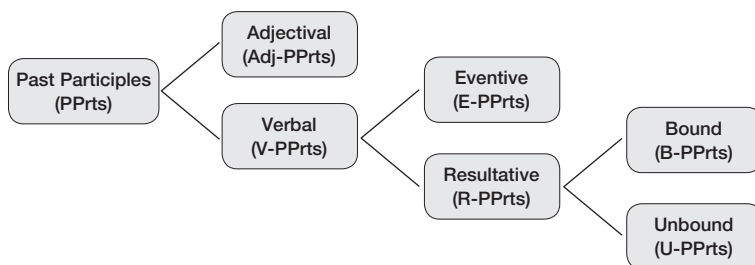 Past Participles
(PPrts)
Adjectival
(Adj-PPrts)
Verbal
(V-PPrts)
Eventive
(E-PPrts)
Resultative
(R-PPrts)
Bound
(B-PPrts)
Unbound
(U-PPrts)